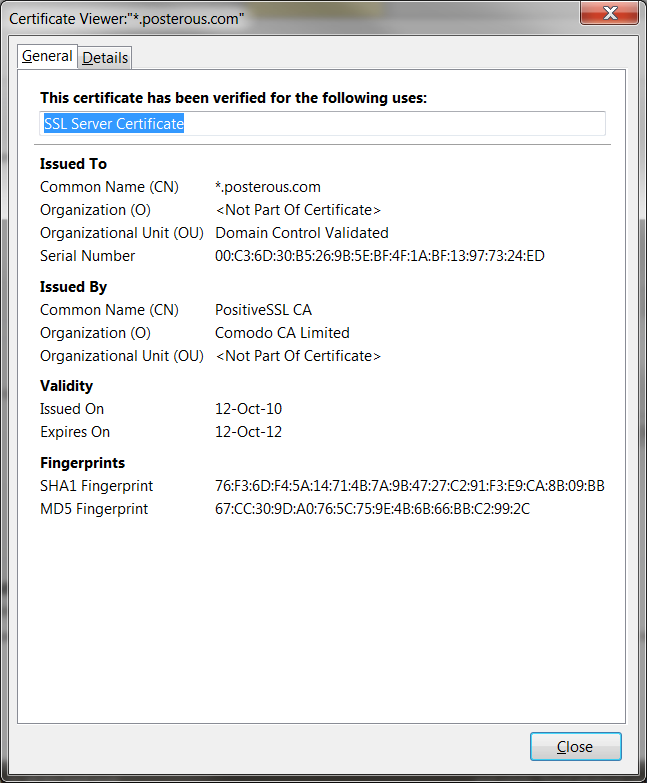 Certificate Viewer:"*.posterous.com"
General Details
This certificate has been verified for the following uses:
SSL Server Certificate
Issued To
Common Name (CN) *.posterous.com
Organization (O) <Not Part Of Certificate>
Organizational Unit (OU) Domain Control Validated
Serial Number 00:C3:6D:30:B5:26:9B:5E:BF:4F:1A:BF:13:97:73:24:ED
Issued By
Common Name (CN) PositiveSSL CA
Organization (O) Comodo CA Limited
Organizational Unit (OU) <Not Part Of Certificate>
Validity
Issued On 12-Oct-10
Expires On 12-Oct-12
Fingerprints
SHA1 Fingerprint 76:F3:6D:F4:5A:14:71:4B:7A:9B:47:27:C2:91:F3:E9:CA:8B:09:BB
MD5 Fingerprint 67:CC:30:9D:A0:76:5C:75:9E:4B:6B:66:BB:C2:99:2C
Close